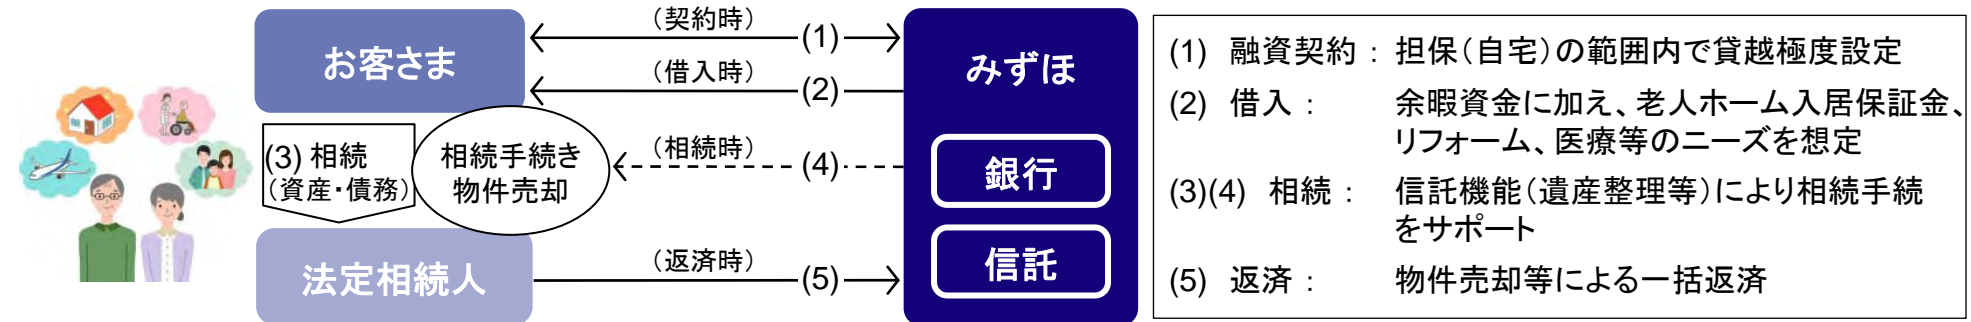 お客さま
(3) 相続
（資産・債務）
相続手続き
物件売却
法定相続人
（契約時）
(1)
（借入時）
(2)
（相続時）
(4)
（返済時）
(5)
みずほ
銀行
信託
(1) 融資契約： 担保（自宅）の範囲内で貸越極度設定
(2) 借入： 余暇資金に加え、老人ホーム入居保証金、
リフォーム、医療等のニーズを想定
(3)(4) 相続： 信託機能（遺産整理等）により相続手続
をサポート
(5) 返済： 物件売却等による一括返済